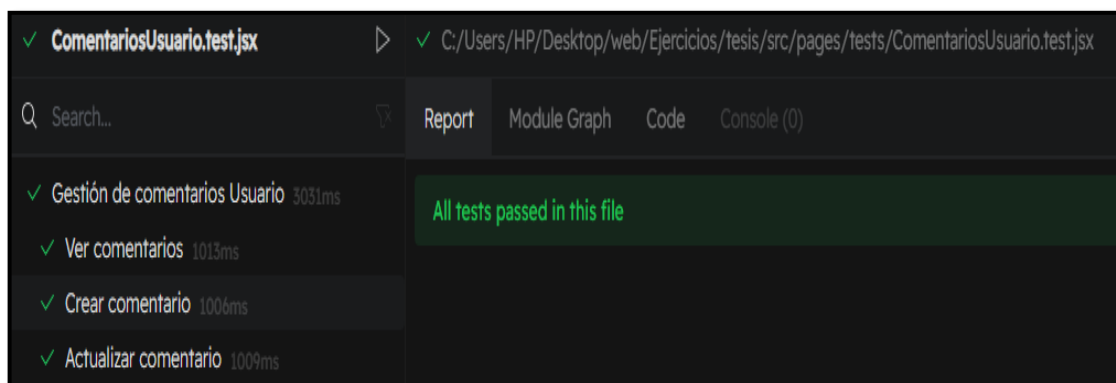 ComentariosUsuario.test.jsx
C:/Users/HP/Desktop/web/Ejercicios/tesis/src/pages/tests/ComentariosUsuario.test.jsx
Search...
Report Module Graph Code Console (0)
Gestión de comentarios Usuario 3031ms
All tests passed in this file
Ver comentarios 1013ms
Crear comentario 1006ms
Actualizar comentario 1009ms